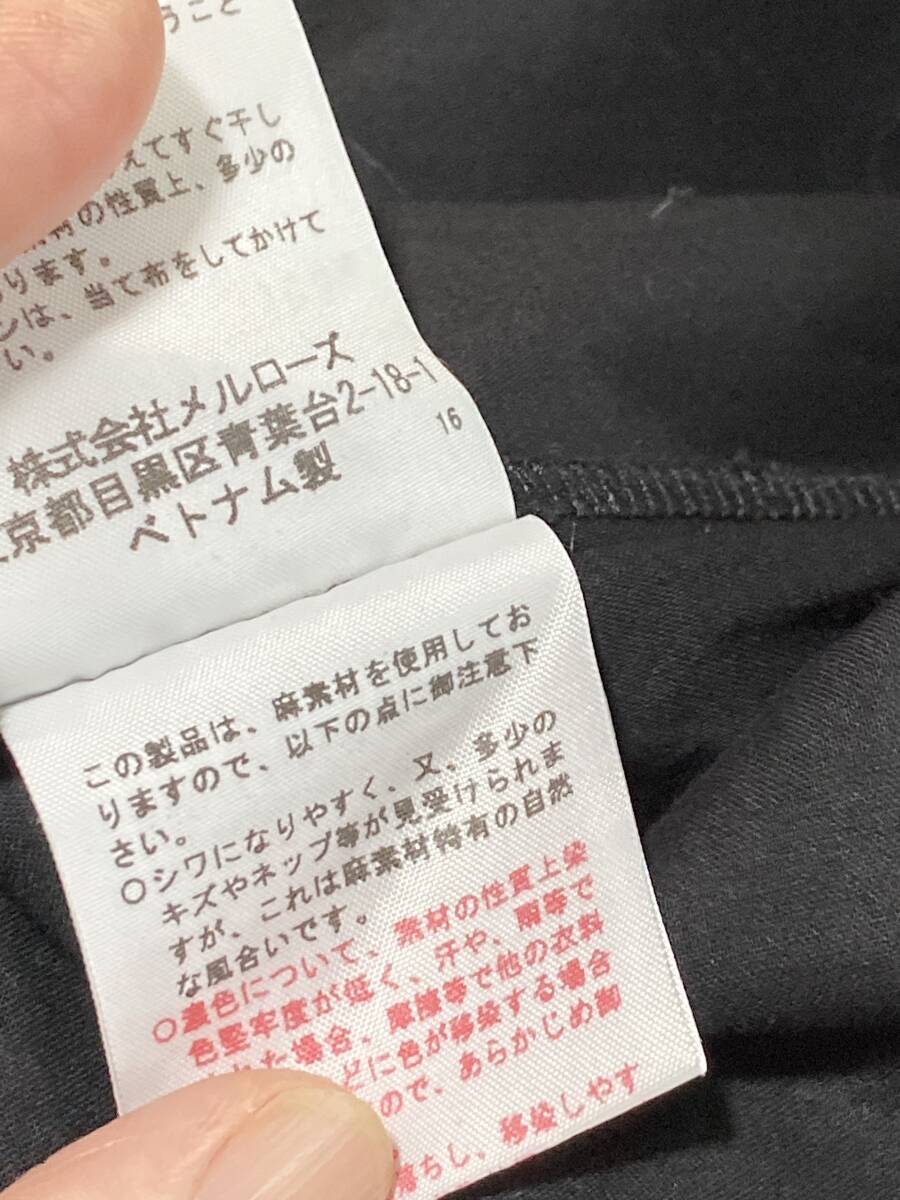 うこと
えてすぐ干し
の性質上、多少の
ります。
ンは、当て布をしてかけて
い。
株式会社メルローズ
京都目黒区青葉台2-18-1
16
ベトナム製
この製品は、麻素材を使用してお
りますので、以下の点に御注意下
さい。
○シワになりやすく、又、多少の
キズやネップ等が見受けられま
すが、これは麻素材特有の自然
な風合いです。
○濃色について、素材の性質上染
色堅牢度が低く、汗や、雨等で
れた場合、摩擦等で他の衣料
どに色が移染する場合
ので、あらかじめ御
落ちし、移染しやす